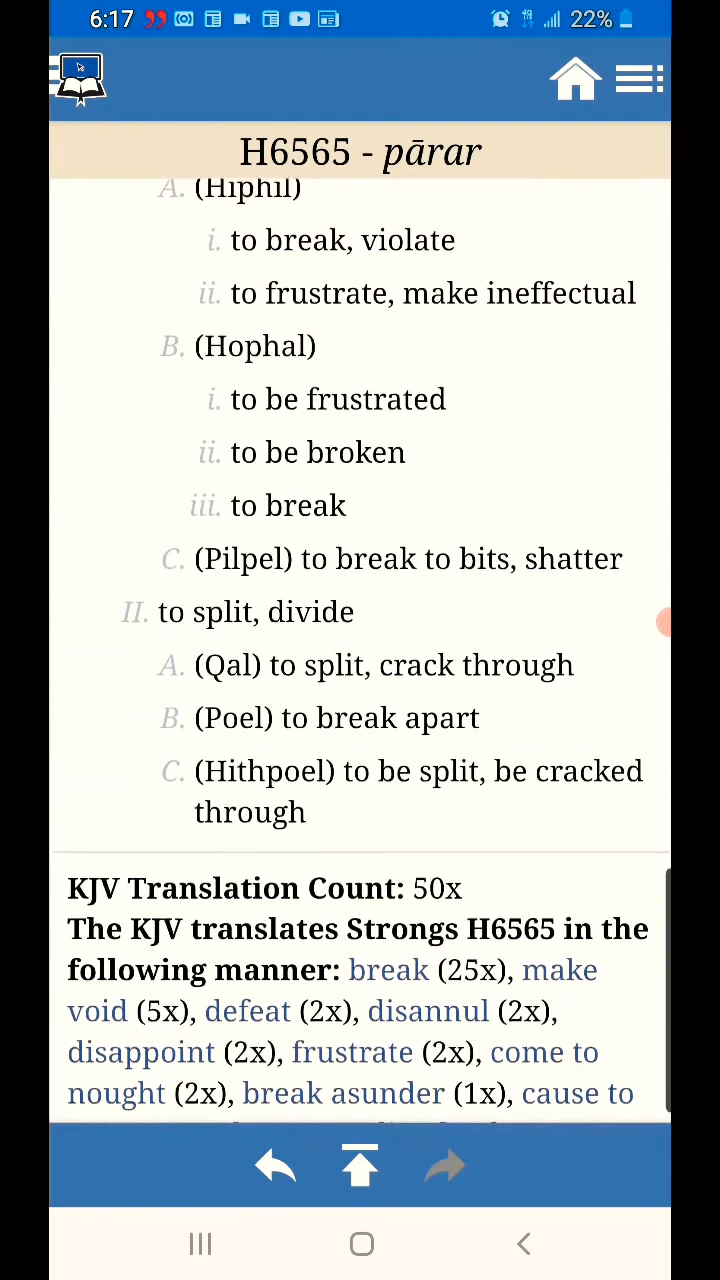 6:17
22%
H6565 - pārar
A. (Hiphil)
i. to break, violate
ii. to frustrate, make ineffectual
B. (Hophal)
i. to be frustrated
ii. to be broken
iii. to break
C. (Pilpel) to break to bits, shatter
II. to split, divide
A. (Qal) to split, crack through
B. (Poel) to break apart
C. (Hithpoel) to be split, be cracked
through
KJV Translation Count: 50x
The KJV translates Strongs H6565 in the
following manner: break (25x), make
void (5x), defeat (2x), disannul (2x),
disappoint (2x), frustrate (2x), come to
nought (2x), break asunder (1x), cause to